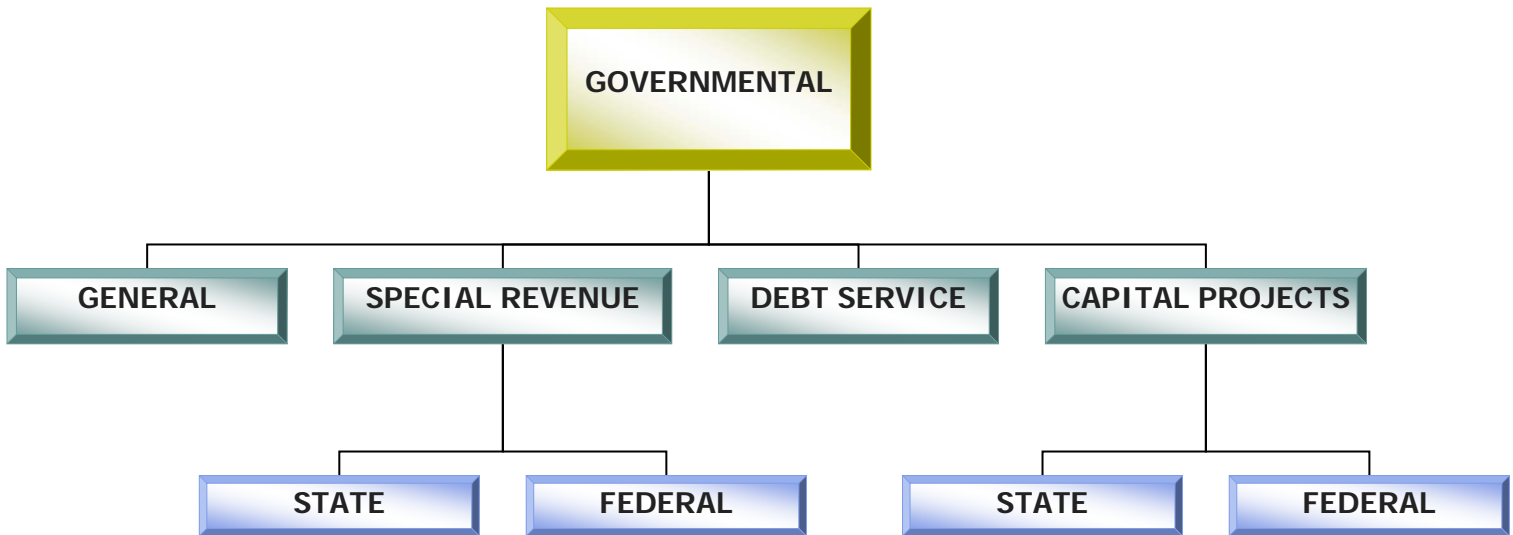 GOVERNMENTAL
GENERAL
SPECIAL REVENUE
DEBT SERVICE
CAPITAL PROJECTS
STATE
FEDERAL
STATE
FEDERAL